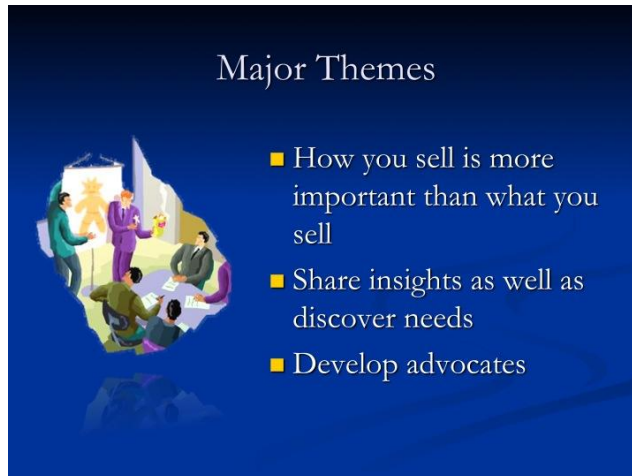 Major Themes
How you sell is more
important than what you
sell
Share insights as well as
discover needs
Develop advocates